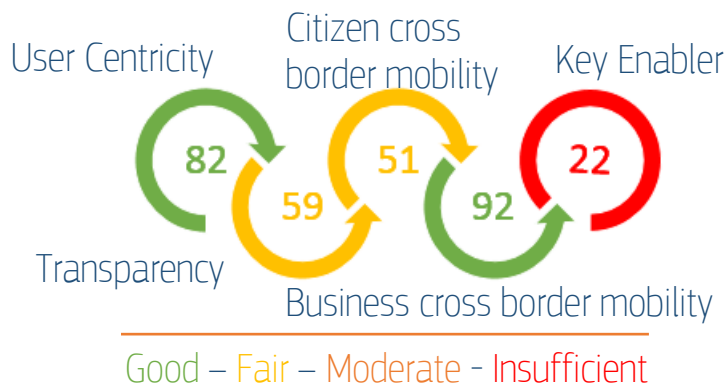 User Centricity
Citizen cross
border mobility
Key Enabler
82
59
51
92
22
Transparency
Business cross border mobility
Good – Fair – Moderate - Insufficient